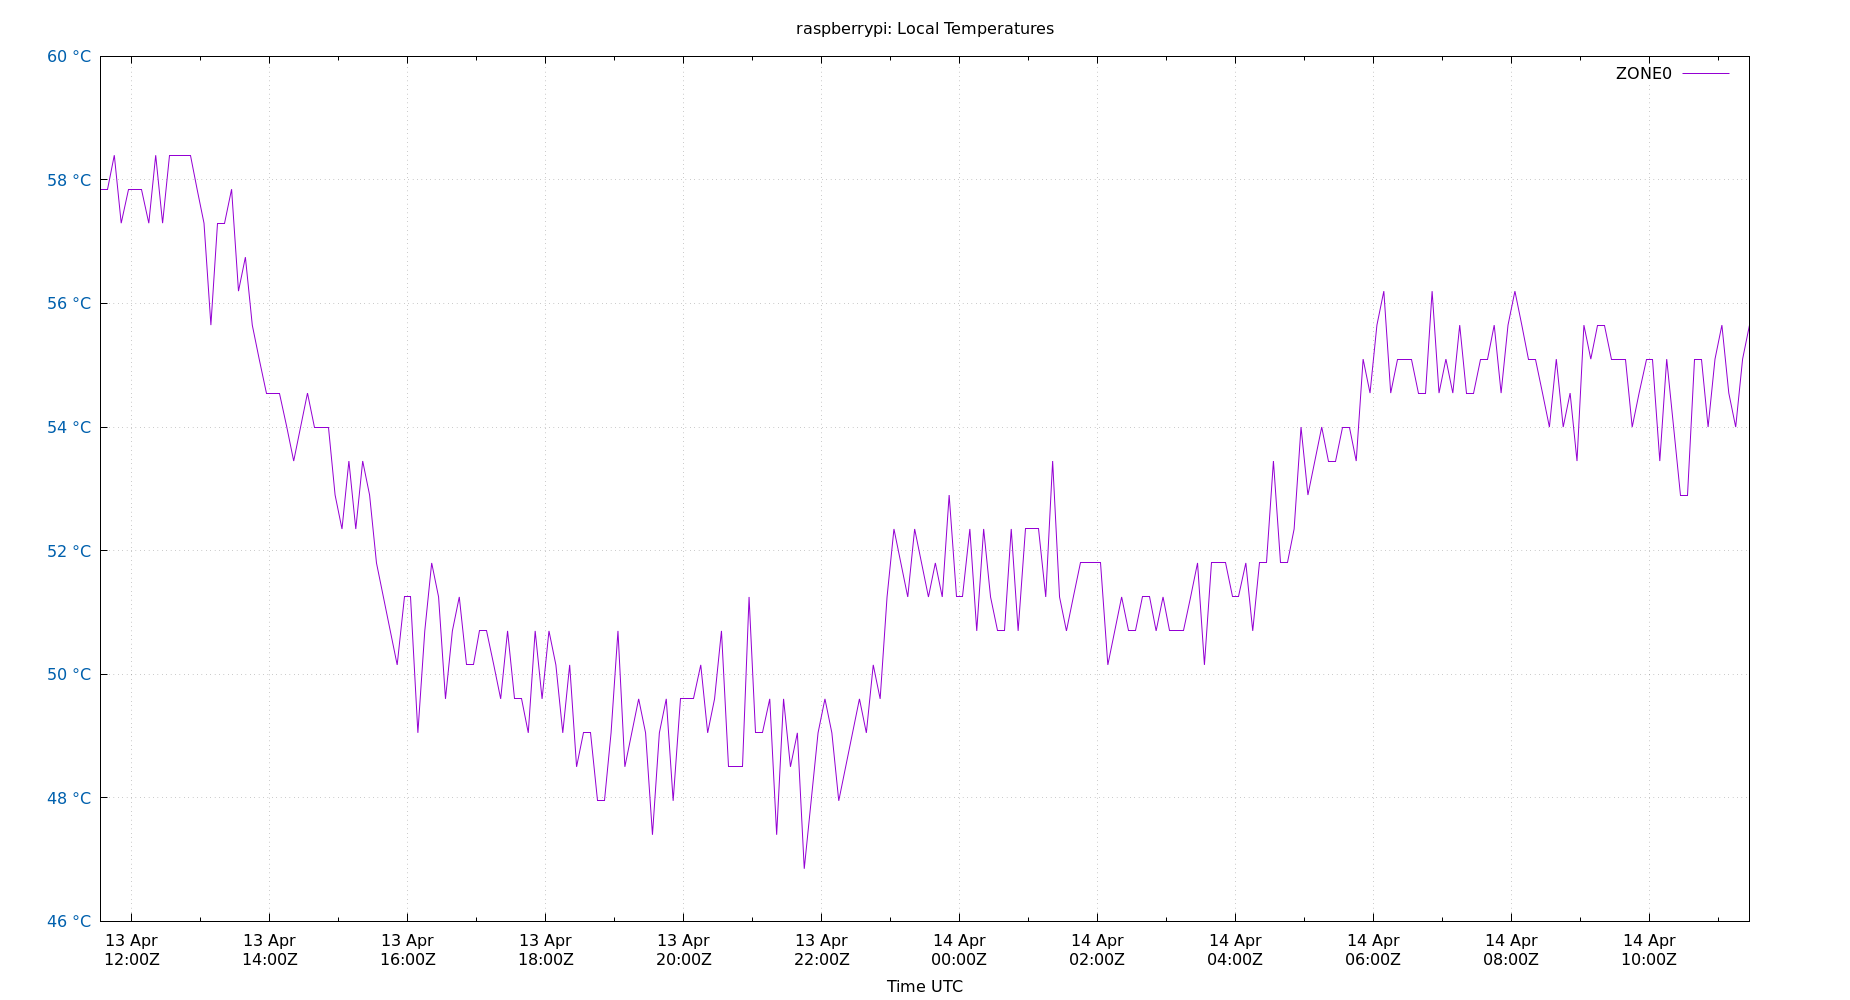 raspberrypi: Local Temperatures
60 °C
ZONE0
58 °C
56 °C
54 °C
52 °C
50 °C
48 °C
46 °C
13 Apr 13 Apr 13 Apr 13 Apr 13 Apr 13 Apr 14 Apr 14 Apr 14 Apr 14 Apr 14 Apr 14 Apr
12:00Z 14:00Z 16:00Z 18:00Z 20:00Z 22:00Z 00:00Z 02:00Z 04:00Z 06:00Z 08:00Z 10:00Z
Time UTC